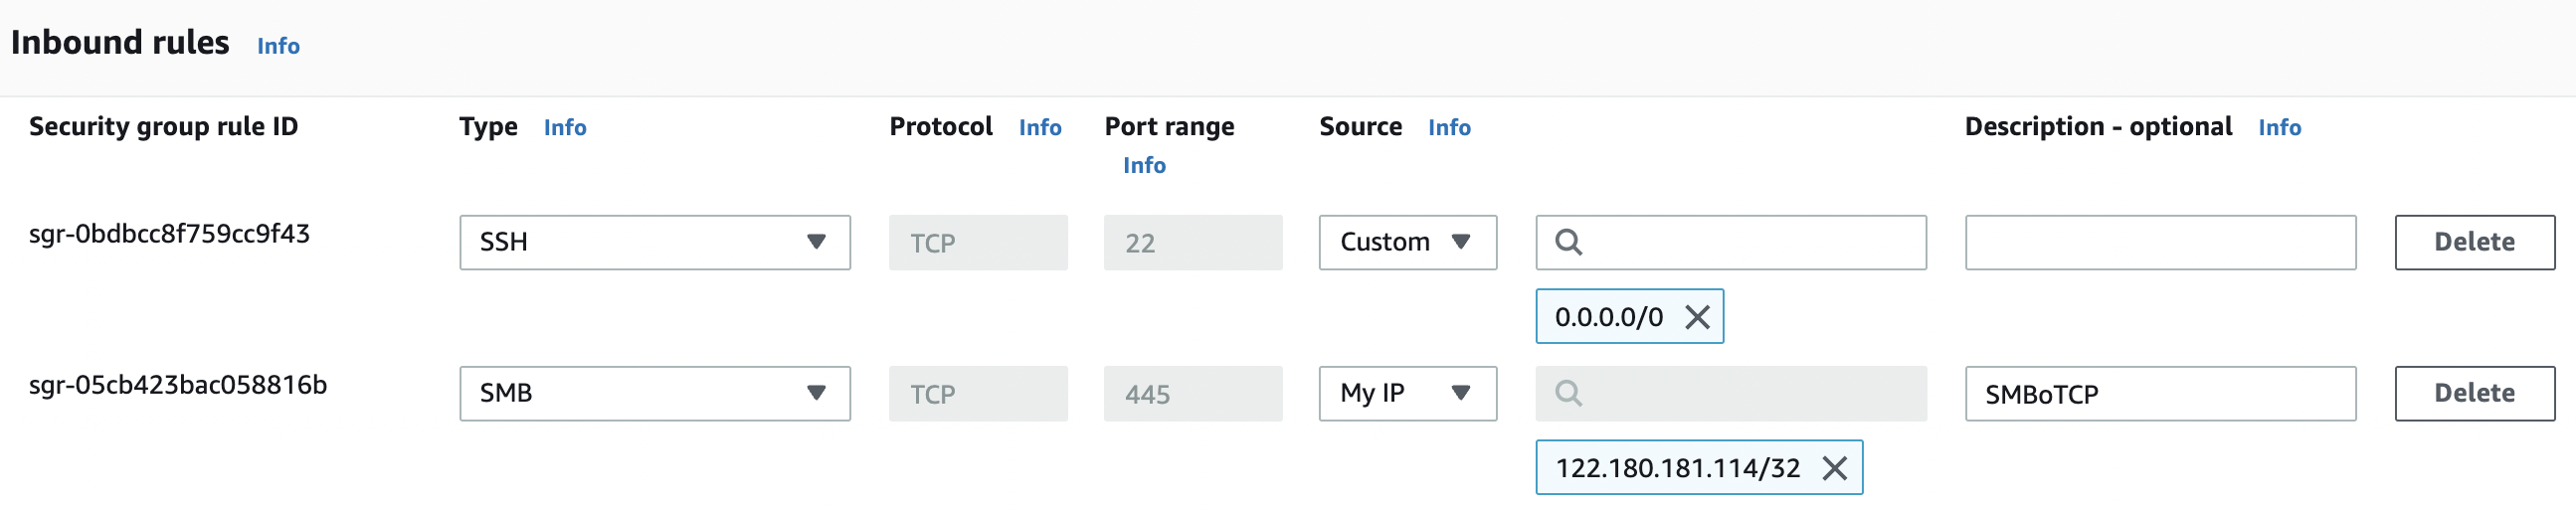 Inbound rules Info
Security group rule ID Type Info Protocol Info Port range Info Source Info Description - optional Info
sgr-0bdbcc8f759cc9f43 SSH TCP 22 Custom Delete
0.0.0.0/0
sgr-05cb423bac058816b SMB TCP 445 My IP SMBoTCP Delete
122.180.181.114/32